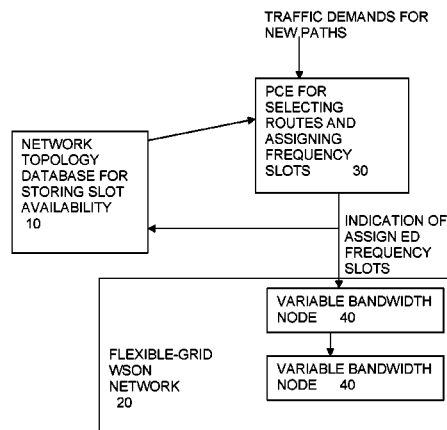 TRAFFIC DEMANDS FOR
NEW PATHS
PCE FOR
SELECTING
ROUTES AND
ASSIGNING
FREQUENCY
SLOTS 30
NETWORK
TOPOLOGY
DATABASE FOR
STORING SLOT
AVAILABILITY
10
INDICATION OF
ASSIGN ED
FREQUENCY
SLOTS
VARIABLE BANDWIDTH
NODE 40
VARIABLE BANDWIDTH
NODE 40
FLEXIBLE-GRID
WSON
NETWORK
20